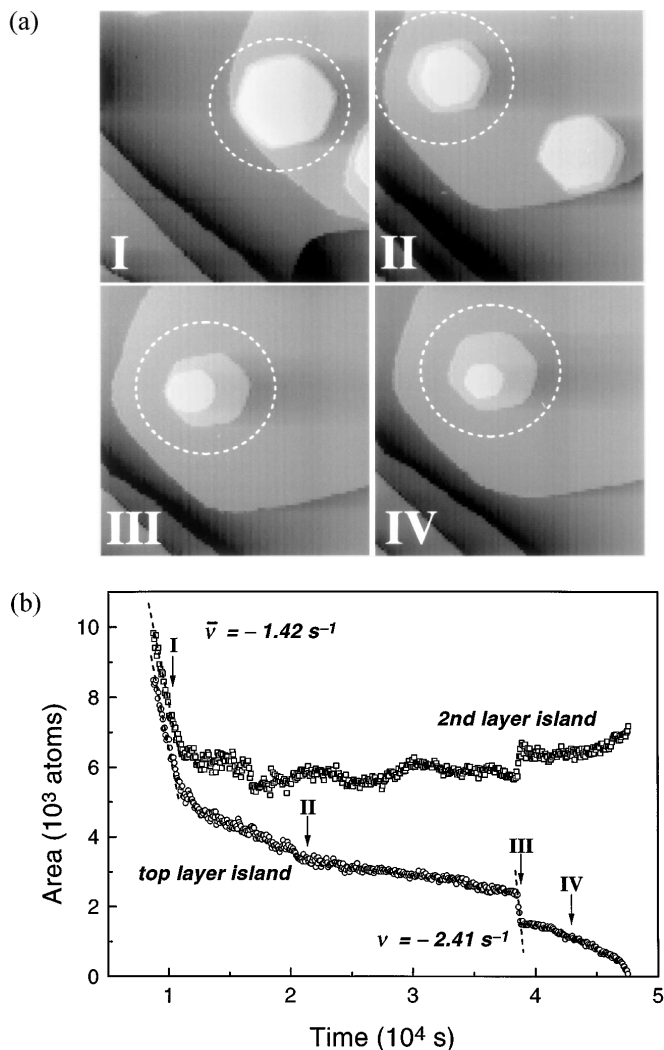 (a)
I
II
III
IV
(b)
10
8
6
4
2
0
Area (10³ atoms)
I
ν̄ = – 1.42 s⁻¹
2nd layer island
II
top layer island
III
IV
ν = – 2.41 s⁻¹
1
2
3
4
5
Time (10⁴ s)